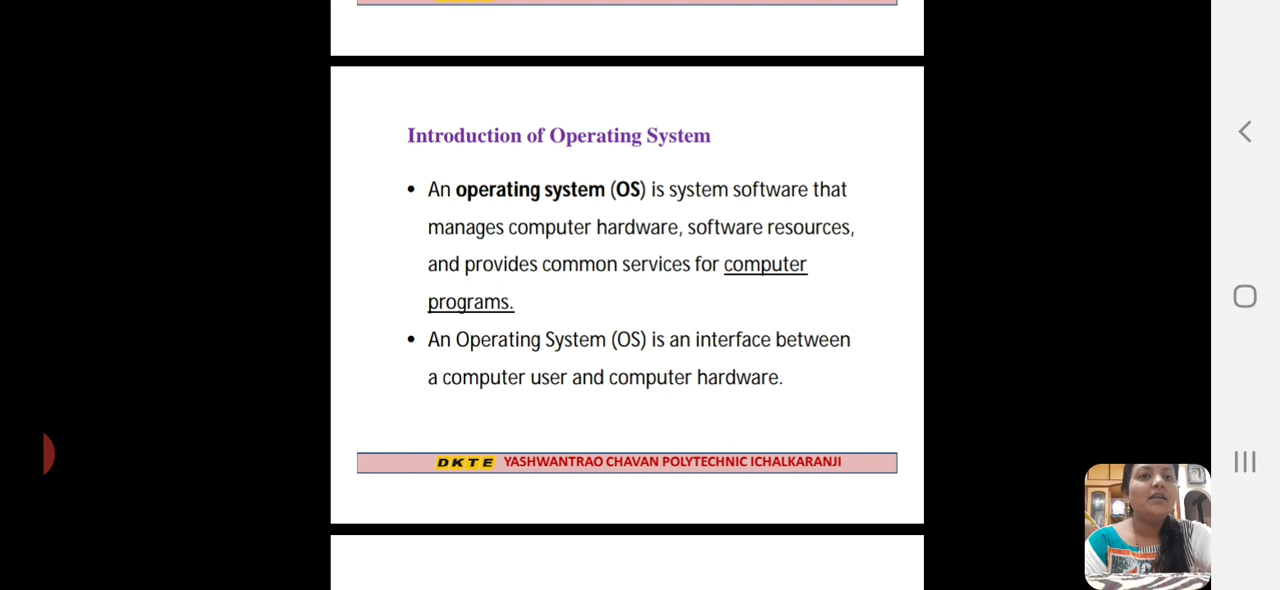 Introduction of Operating System
• An operating system (OS) is system software that
manages computer hardware, software resources,
and provides common services for computer
programs.
• An Operating System (OS) is an interface between
a computer user and computer hardware.
DKTE YASHWANTRAO CHAVAN POLYTECHNIC ICHALKARANJI